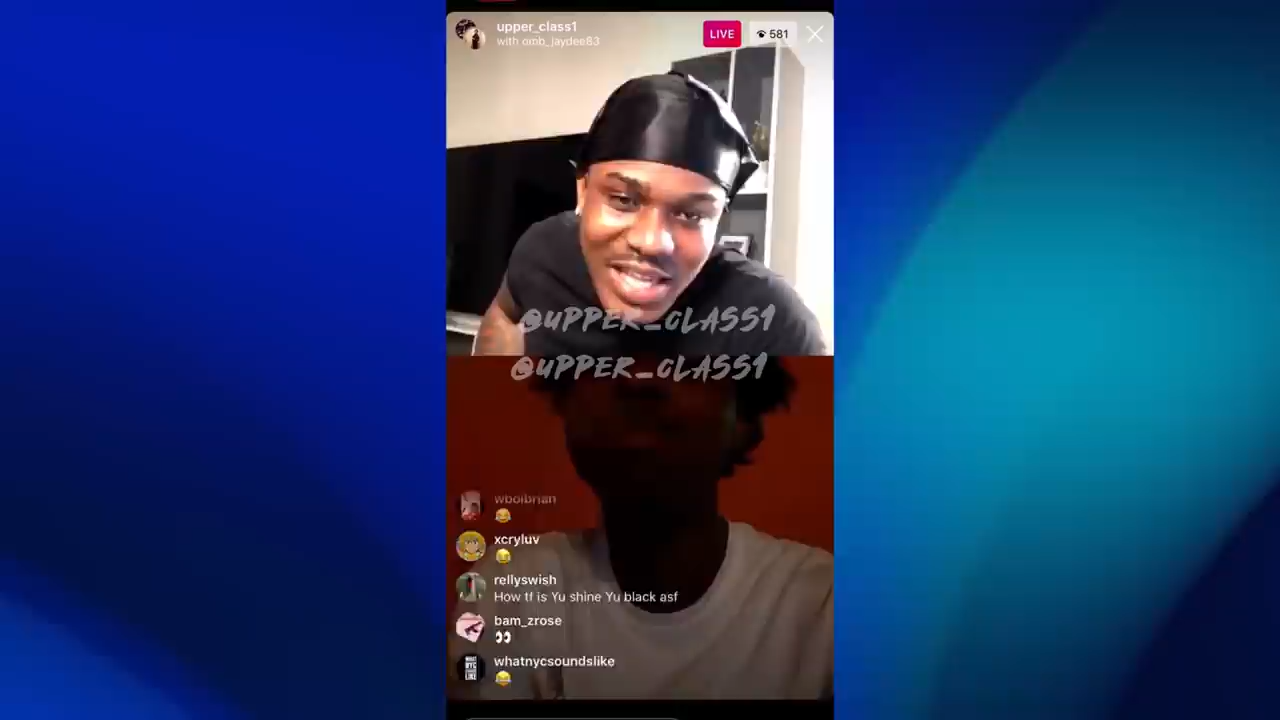 upper_class1
with omb_jaydee83
LIVE
581
@UPPER_CLASS1
@UPPER_CLASS1
wboibrian
😂
xcryluv
😂
rellyswish
How tf is Yu shine Yu black asf
bam_zrose
👀
whatnycsoundslike
😂